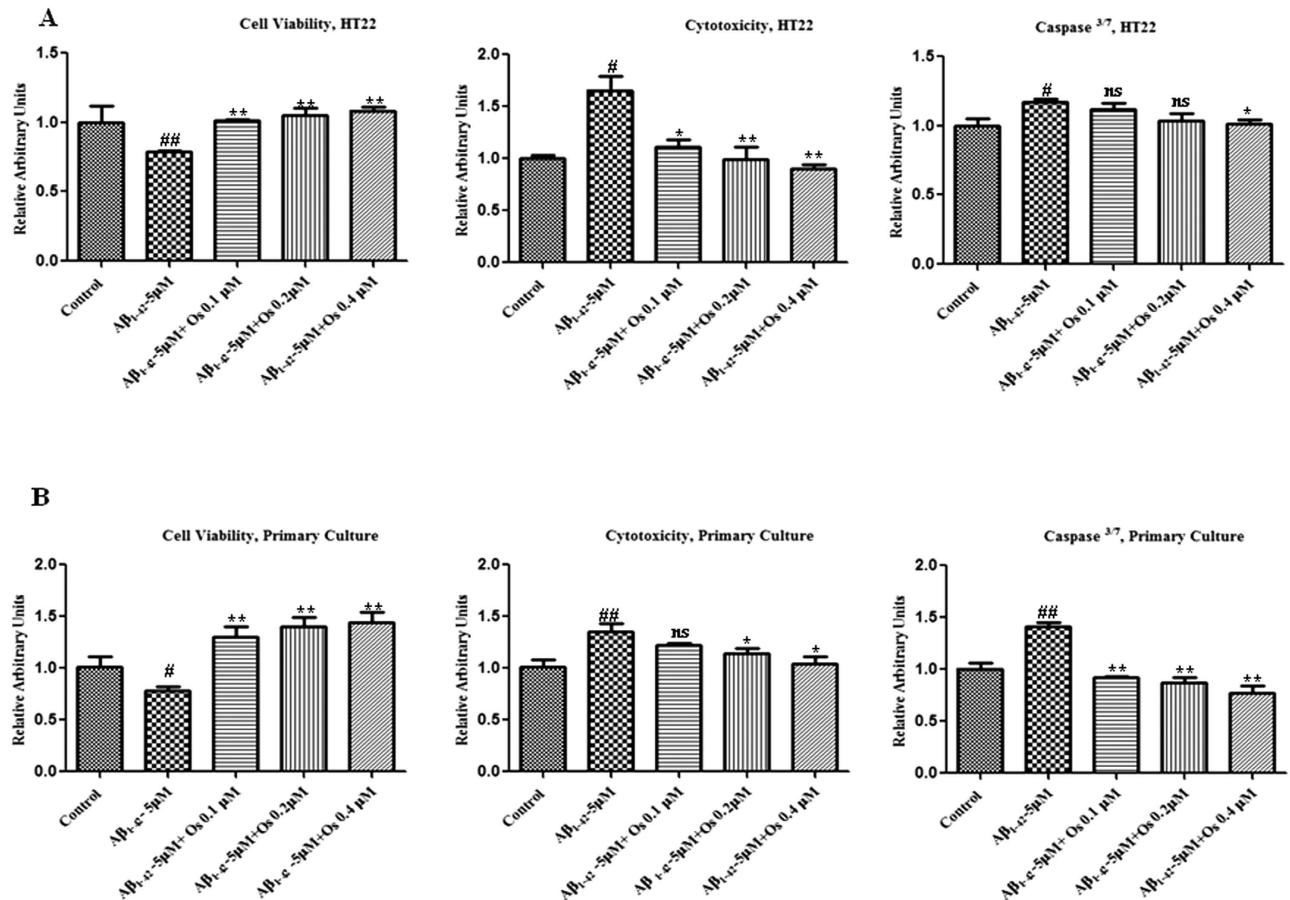 A
Cell Viability, HT22
Relative Arbitrary Units
1.5
1.0
0.5
0.0
##
**
**
**
Control
Aβ₁₋₄₂-5μM
Aβ₁₋₄₂-5μM+ Os 0.1 μM
Aβ₁₋₄₂-5μM+Os 0.2μM
Aβ₁₋₄₂-5μM+Os 0.4 μM
Cytotoxicity, HT22
Relative Arbitrary Units
2.0
1.5
1.0
0.5
0.0
#
*
**
**
Control
Aβ₁₋₄₂-5μM
Aβ₁₋₄₂-5μM+ Os 0.1 μM
Aβ₁₋₄₂-5μM+Os 0.2μM
Aβ₁₋₄₂-5μM+Os 0.4 μM
Caspase ³/⁷, HT22
Relative Arbitrary Units
1.5
1.0
0.5
0.0
#
ns
ns
*
Control
Aβ₁₋₄₂-5μM
Aβ₁₋₄₂-5μM+ Os 0.1 μM
Aβ₁₋₄₂-5μM+Os 0.2μM
Aβ₁₋₄₂-5μM+Os 0.4 μM
B
Cell Viability, Primary Culture
Relative Arbitrary Units
2.0
1.5
1.0
0.5
0.0
#
**
**
**
Control
Aβ₁₋₄₂- 5μM
Aβ₁₋₄₂-5μM+ Os 0.1 μM
Aβ₁₋₄₂-5μM+Os 0.2μM
Aβ₁₋₄₂ -5μM+Os 0.4 μM
Cytotoxicity, Primary Culture
Relative Arbitrary Units
2.0
1.5
1.0
0.5
0.0
##
ns
*
*
Control
Aβ₁₋₄₂-5μM
Aβ₁₋₄₂ -5μM+ Os 0.1 μM
Aβ ₁₋₄₂ -5μM+Os 0.2μM
Aβ₁₋₄₂-5μM+Os 0.4 μM
Caspase ³/⁷, Primary Culture
Relative Arbitrary Units
2.0
1.5
1.0
0.5
0.0
##
**
**
**
Control
Aβ₁₋₄₂-5μM
Aβ₁₋₄₂ -5μM+ Os 0.1 μM
Aβ₁₋₄₂ -5μM+Os 0.2μM
Aβ₁₋₄₂-5μM+Os 0.4 μM